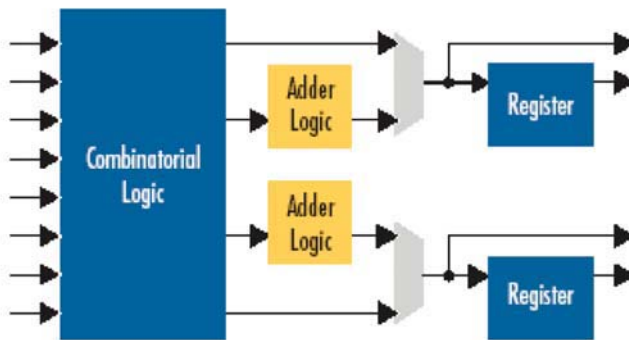 Adder
Logic
Register
Combinatorial
Logic
Adder
Logic
Register